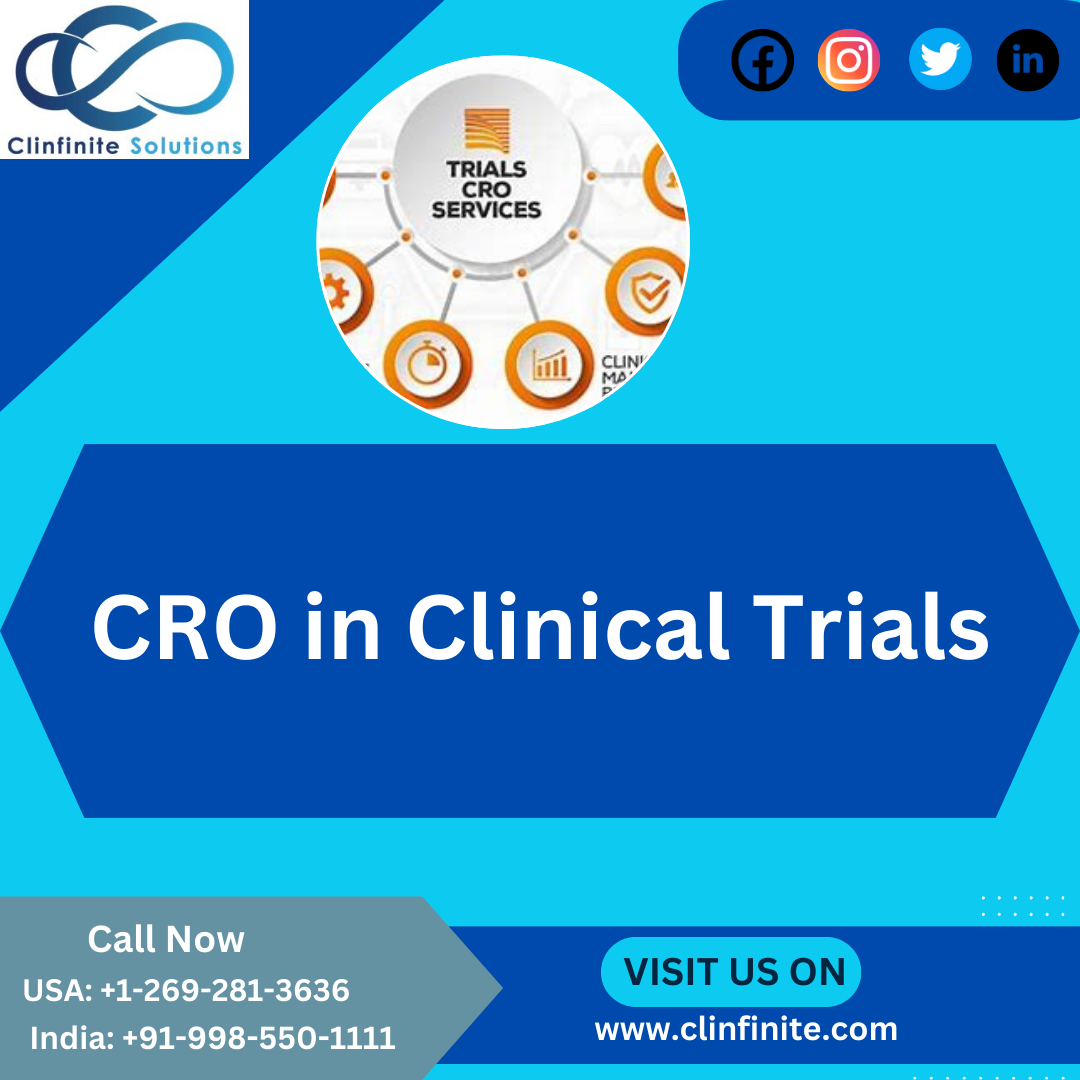 Clinfinite Solutions
TRIALS
CRO
SERVICES
CRO in Clinical Trials
Call Now
USA: +1-269-281-3636
India: +91-998-550-1111
VISIT US ON
www.clinfinite.com